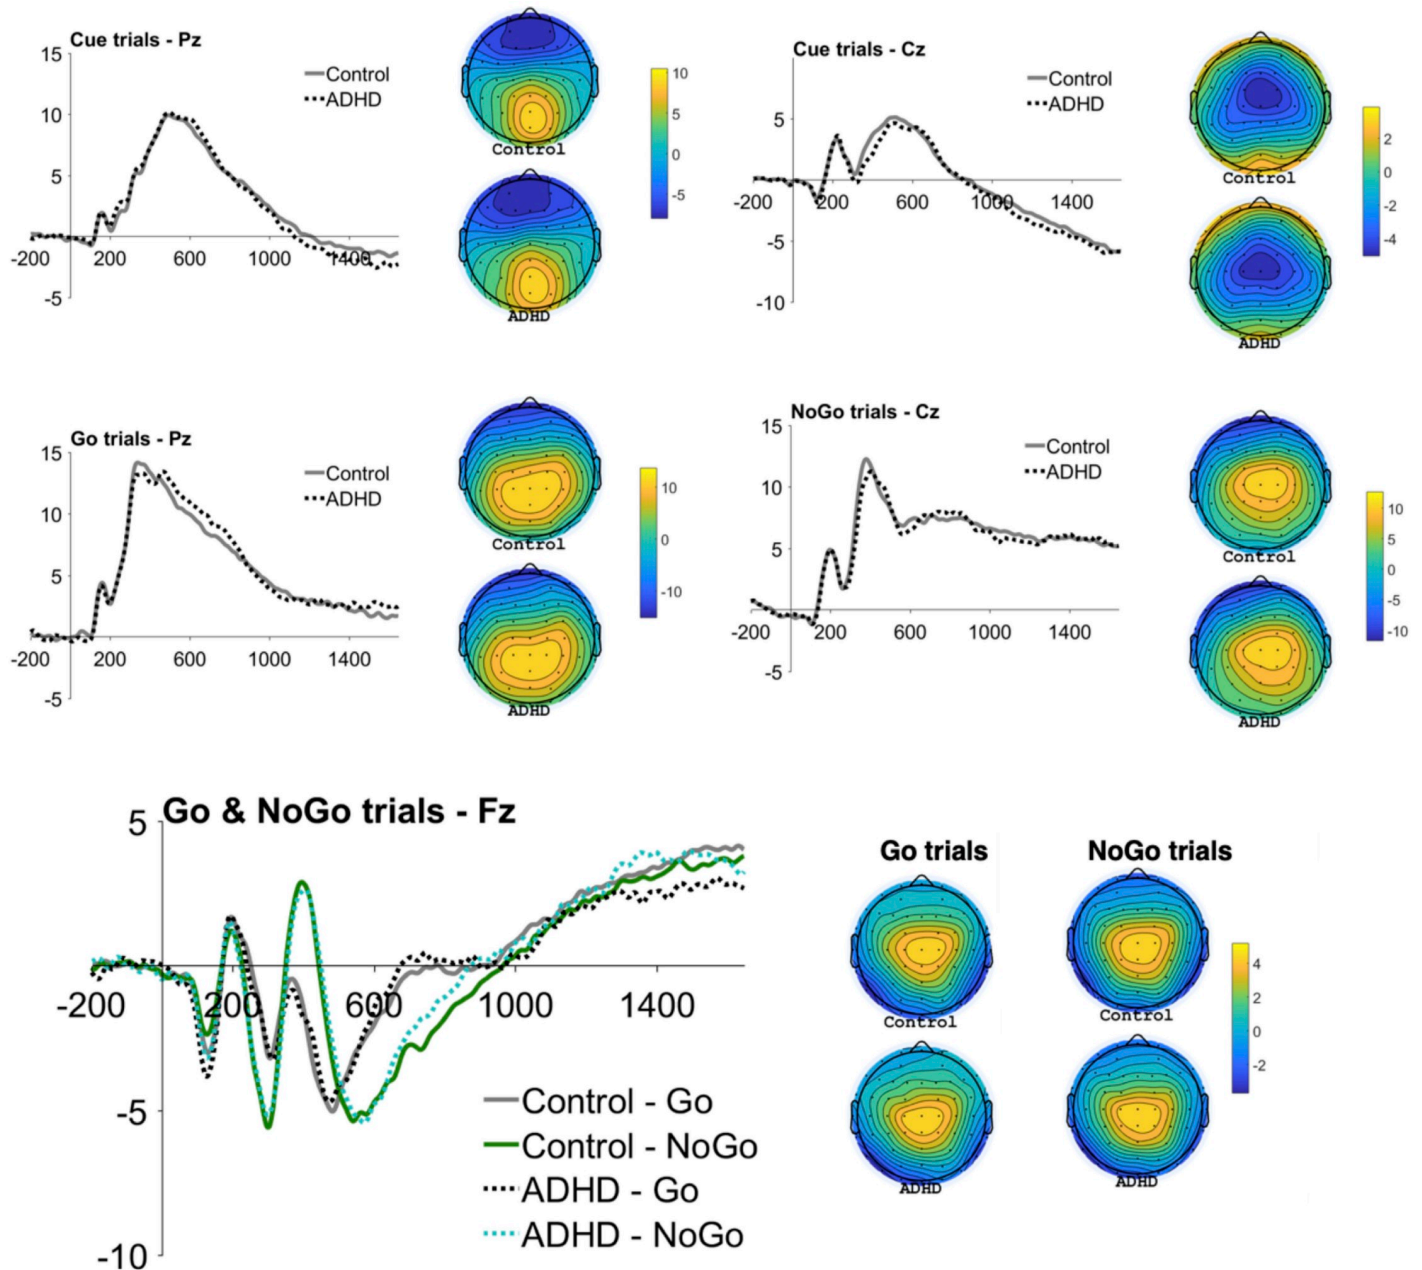 Cue trials - Pz
15
10
5
-5
-200 200 600 1000 1400
Control
ADHD
Control
ADHD
10
5
0
-5
Cue trials - Cz
5
-5
-10
-200 200 600 1000 1400
Control
ADHD
Control
ADHD
2
0
-2
-4
Go trials - Pz
15
10
5
-5
-200 200 600 1000 1400
Control
ADHD
Control
ADHD
10
0
-10
NoGo trials - Cz
15
10
5
-5
-200 200 600 1000 1400
Control
ADHD
Control
ADHD
10
5
0
-5
-10
Go & NoGo trials - Fz
5
-5
-10
-200 200 600 1000 1400
Control - Go
Control - NoGo
ADHD - Go
ADHD - NoGo
Go trials
NoGo trials
Control
Control
ADHD
ADHD
4
2
0
-2